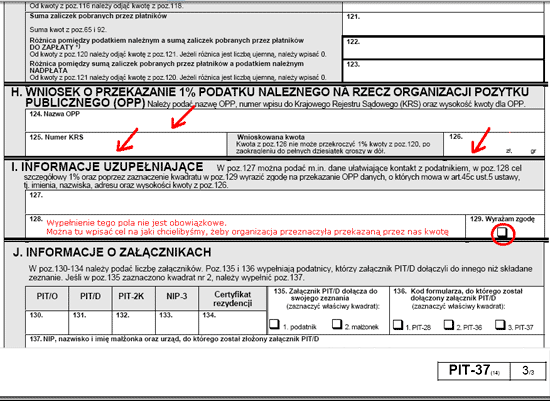 Od kwoty z poz.116 należy odjąć kwotę z poz.118.
Suma zaliczek pobranych przez płatników
Suma kwot z poz.65 i 92.
121.
Różnica pomiędzy podatkiem należnym a sumą zaliczek pobranych przez płatników
DO ZAPŁATY
Od kwoty z poz.120 należy odjąć kwotę z poz.121. Jeżeli różnica jest liczbą ujemną, należy wpisać 0.
122.
Różnica pomiędzy sumą zaliczek pobranych przez płatników a podatkiem należnym
NADPŁATA
Od kwoty z poz.121 należy odjąć kwotę z poz.120. Jeżeli różnica jest liczbą ujemną, należy wpisać 0.
123.
H. WNIOSEK O PRZEKAZANIE 1% PODATKU NALEŻNEGO NA RZECZ ORGANIZACJI POŻYTKU
PUBLICZNEGO (OPP) Należy podać nazwę OPP, numer wpisu do Krajowego Rejestru Sądowego (KRS) oraz wysokość kwoty dla OPP.
124. Nazwa OPP
125. Numer KRS
Wnioskowana kwota
Kwota z poz.126 nie może przekroczyć 1% kwoty z poz.120, po
zaokrągleniu do pełnych dziesiątek groszy w dół.
126.
zł, gr
I. INFORMACJE UZUPEŁNIAJĄCE W poz.127 można podać m.in. dane ułatwiające kontakt z podatnikiem, w poz.128 cel
szczegółowy 1% oraz poprzez zaznaczenie kwadratu w poz.129 wyrazić zgodę na przekazanie OPP danych, o których mowa w art.45c ust.5 ustawy,
tj. imienia, nazwiska, adresu oraz wysokości kwoty z poz.126.
127.
128.
Wypełnienie tego pola nie jest obowiązkowe.
Można tu wpisać cel na jaki chcielibyśmy, żeby organizacja przeznaczyła przekazaną przez nas kwotę
129. Wyrażam zgodę
J. INFORMACJE O ZAŁĄCZNIKACH
W poz.130-134 należy podać liczbę załączników. Poz.135 i 136 wypełniają podatnicy, którzy załącznik PIT/D dołączyli do innego niż składane
zeznanie. Jeśli w poz.135 zaznaczono kwadrat nr 2, należy wypełnić poz.137.
PIT/O PIT/D PIT-2K NIP-3 Certyfikat
rezydencji
130. 131. 132. 133. 134.
135. Załącznik PIT/D dołączono do
swojego zeznania
(zaznaczyć właściwy kwadrat):
1. podatnik 2. małżonek
136. Kod formularza, do którego został
dołączony załącznik PIT/D
(zaznaczyć właściwy kwadrat):
1. PIT-28 2. PIT-36 3. PIT-37
137. NIP, nazwisko i imię małżonka oraz urząd, do którego został złożony załącznik PIT/D
PIT-37(14) 3/3